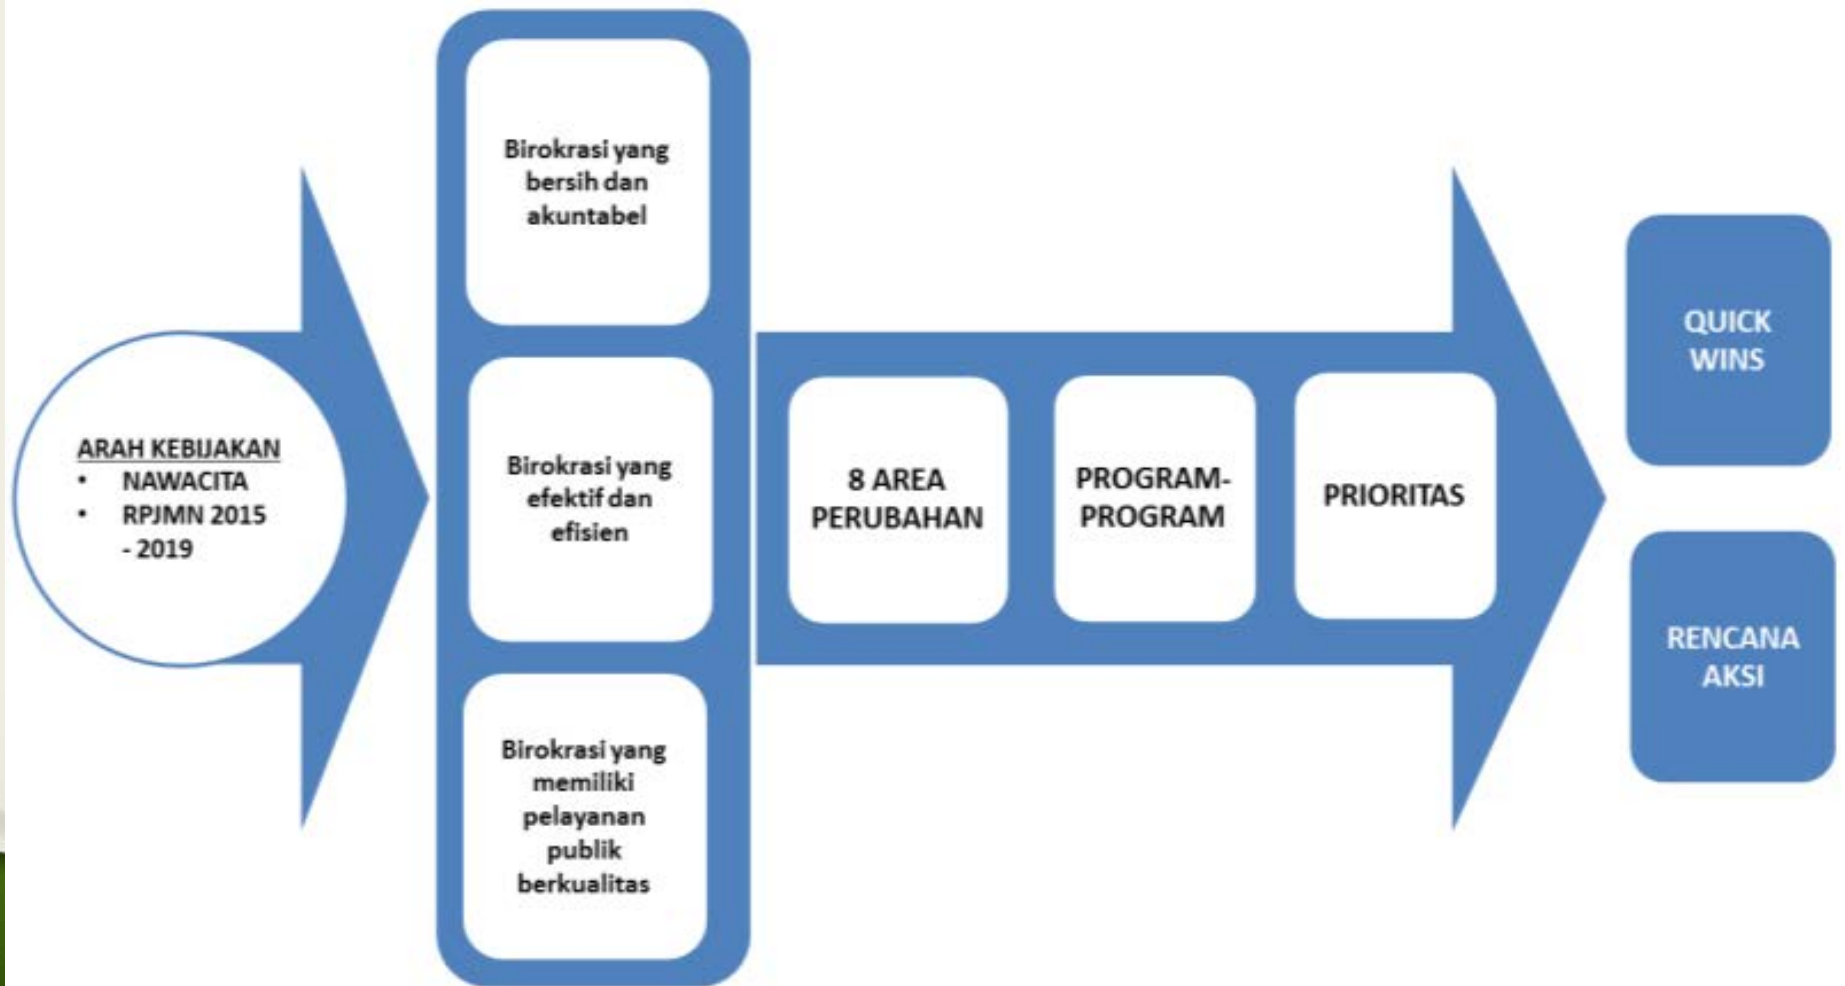 ARAH KEBIJAKAN
• NAWACITA
• RPJMN 2015
- 2019
Birokrasi yang
bersih dan
akuntabel
Birokrasi yang
efektif dan
efisien
Birokrasi yang
memiliki
pelayanan
publik
berkualitas
8 AREA
PERUBAHAN
PROGRAM-
PROGRAM
PRIORITAS
QUICK
WINS
RENCANA
AKSI